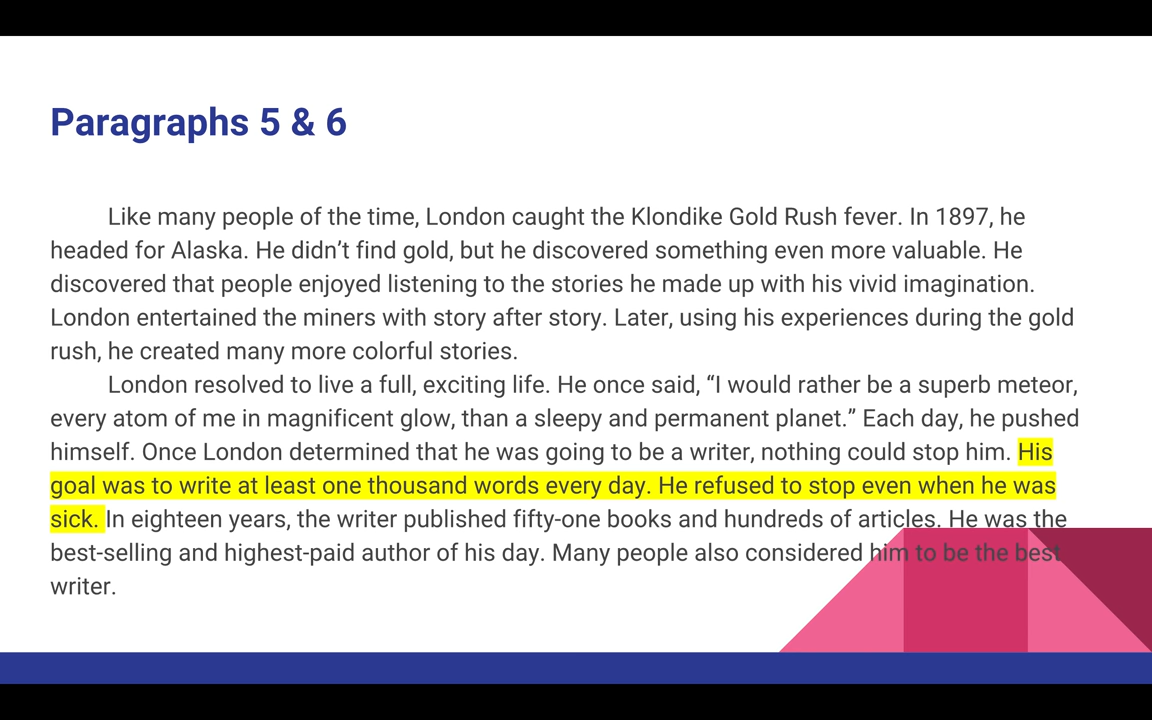 Paragraphs 5 & 6
Like many people of the time, London caught the Klondike Gold Rush fever. In 1897, he
headed for Alaska. He didn’t find gold, but he discovered something even more valuable. He
discovered that people enjoyed listening to the stories he made up with his vivid imagination.
London entertained the miners with story after story. Later, using his experiences during the gold
rush, he created many more colorful stories.
London resolved to live a full, exciting life. He once said, “I would rather be a superb meteor,
every atom of me in magnificent glow, than a sleepy and permanent planet.” Each day, he pushed
himself. Once London determined that he was going to be a writer, nothing could stop him. His
goal was to write at least one thousand words every day. He refused to stop even when he was
sick. In eighteen years, the writer published fifty-one books and hundreds of articles. He was the
best-selling and highest-paid author of his day. Many people also considered him to be the best
writer.